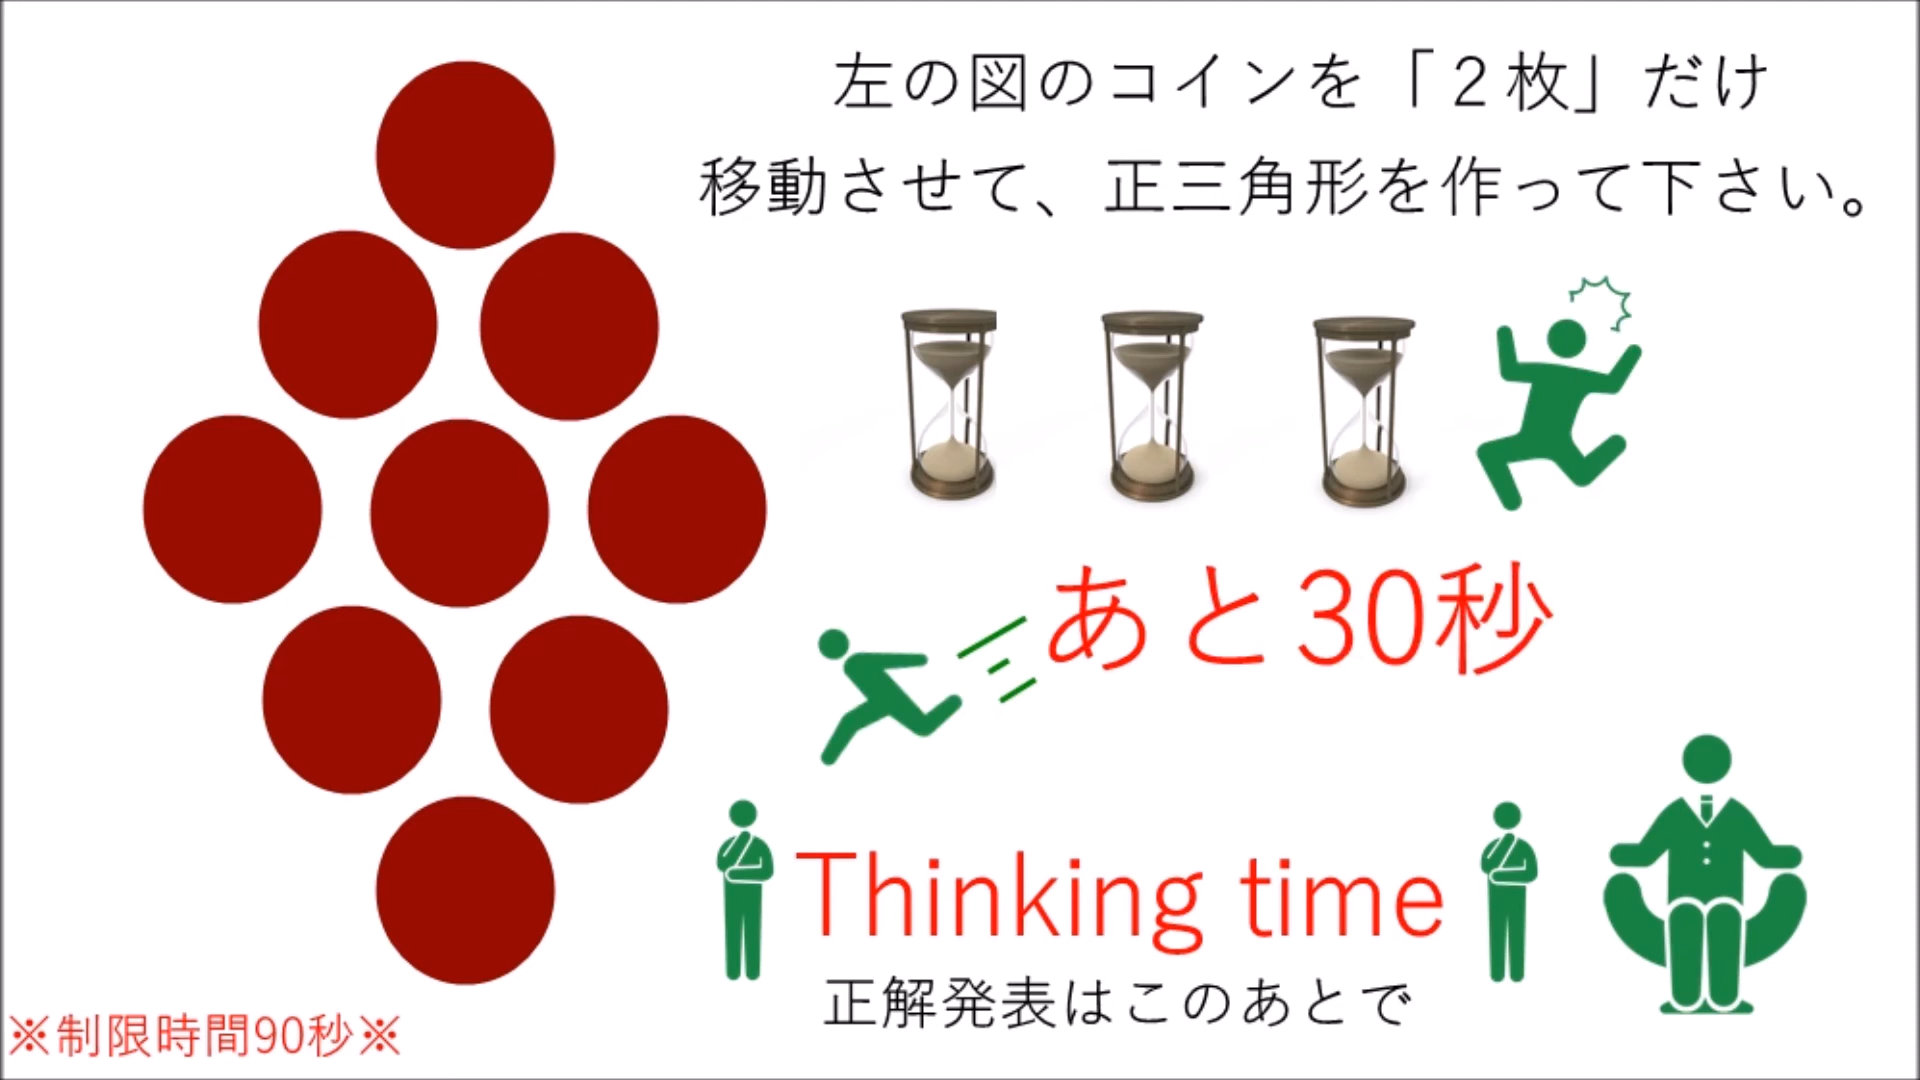 左の図のコインを「２枚」だけ
移動させて、正三角形を作って下さい。
あと30秒
Thinking time
正解発表はこのあとで
※制限時間90秒※